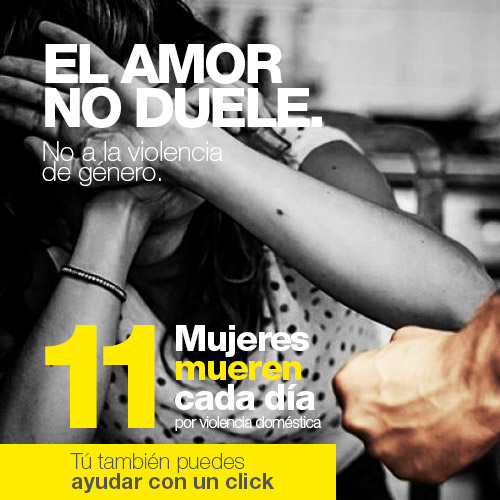 EL AMOR
NO DUELE.
No a la violencia
de género.
11
Mujeres
mueren
cada día
por violencia doméstica
Tú también puedes
ayudar con un click